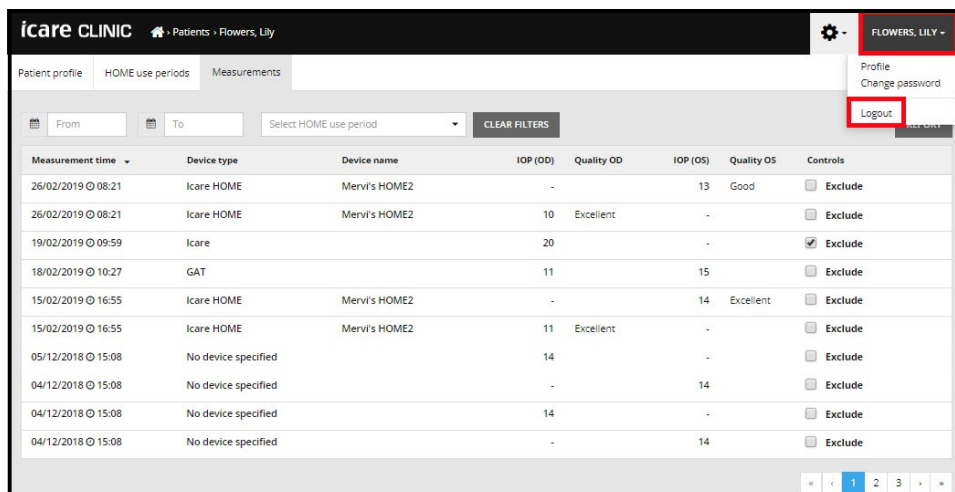 icare CLINIC › Patients › Flowers, Lily FLOWERS, LILY
Patient profile HOME use periods Measurements
Profile
Change password
Logout
From To Select HOME use period CLEAR FILTERS REPORT
Measurement time Device type Device name IOP (OD) Quality OD IOP (OS) Quality OS Controls
26/02/2019 08:21 Icare HOME Mervi's HOME2 - 13 Good Exclude
26/02/2019 08:21 Icare HOME Mervi's HOME2 10 Excellent - Exclude
19/02/2019 09:59 Icare 20 - Exclude
18/02/2019 10:27 GAT 11 15 Exclude
15/02/2019 16:55 Icare HOME Mervi's HOME2 - 14 Excellent Exclude
15/02/2019 16:55 Icare HOME Mervi's HOME2 11 Excellent - Exclude
05/12/2018 15:08 No device specified 14 - Exclude
04/12/2018 15:08 No device specified - 14 Exclude
04/12/2018 15:08 No device specified 14 - Exclude
04/12/2018 15:08 No device specified - 14 Exclude
« ‹ 1 2 3 › »